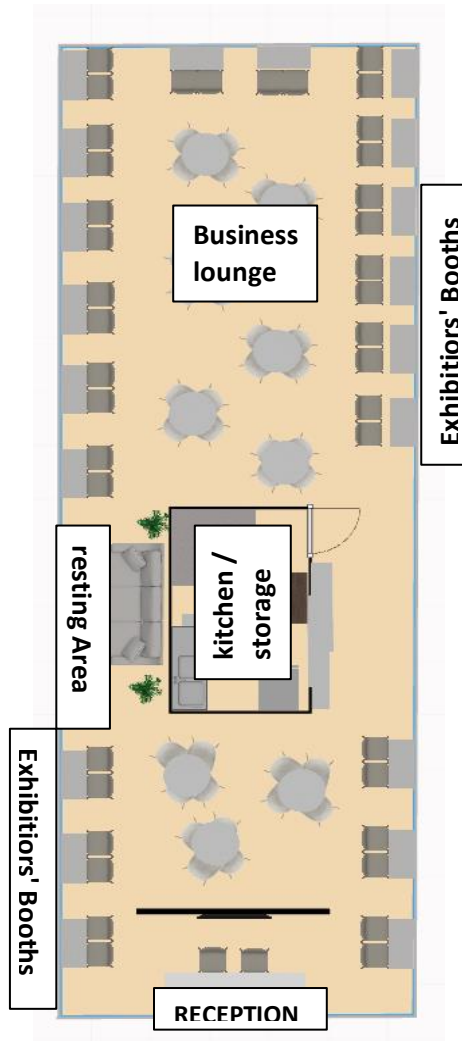 Business
lounge
Exhibitiors' Booths
resting Area
kitchen /
storage
Exhibitiors' Booths
RECEPTION